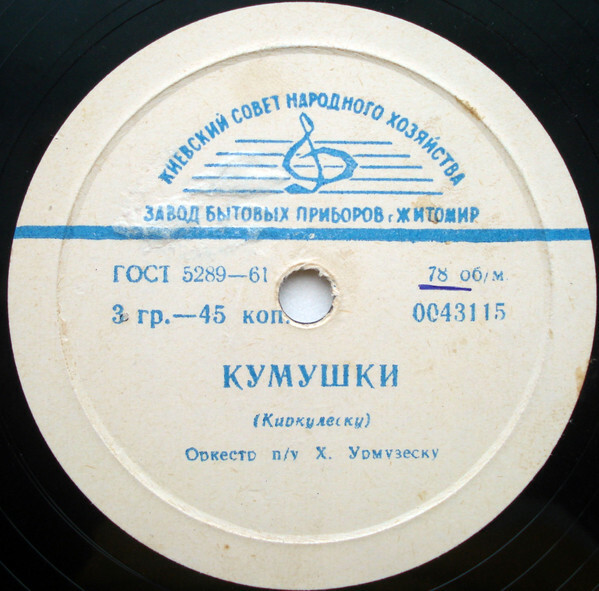 КИЕВСКИЙ СОВЕТ НАРОДНОГО ХОЗЯЙСТВА
ЗАВОД БЫТОВЫХ ПРИБОРОВ г. ЖИТОМИР
ГОСТ 5289—61
78 об/м
3 гр.—45 коп.
0043115
КУМУШКИ
(Киркулеску)
Оркестр п/у Х. Урмузеску